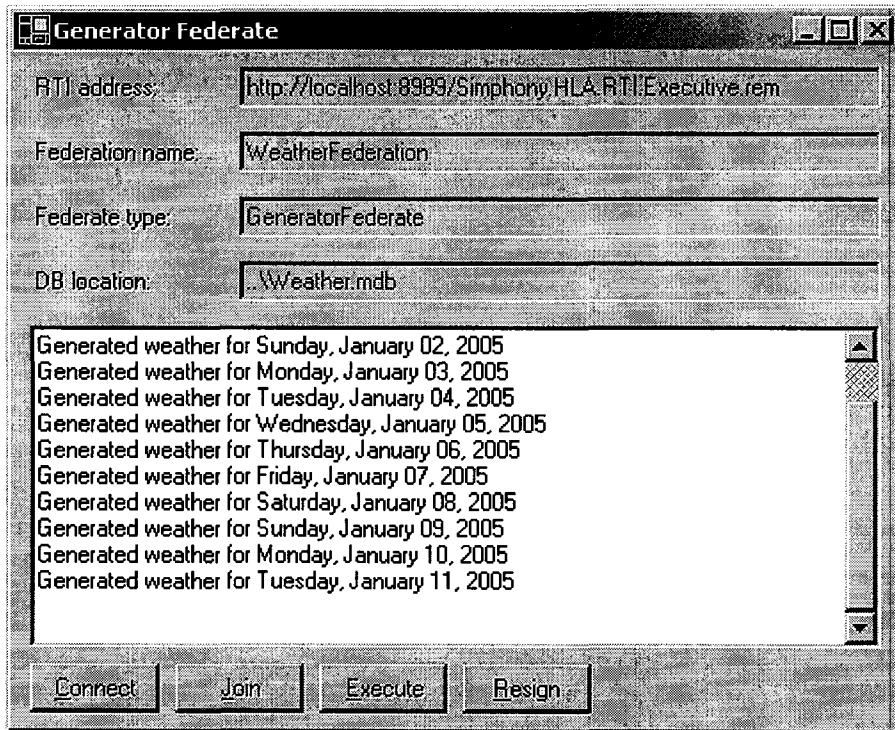 Generator Federate
RTI address: http://localhost:8989/Simphony.HLA.RTI.Executive.rem
Federation name: WeatherFederation
Federate type: GeneratorFederate
DB location: ..\Weather.mdb
Generated weather for Sunday, January 02, 2005
Generated weather for Monday, January 03, 2005
Generated weather for Tuesday, January 04, 2005
Generated weather for Wednesday, January 05, 2005
Generated weather for Thursday, January 06, 2005
Generated weather for Friday, January 07, 2005
Generated weather for Saturday, January 08, 2005
Generated weather for Sunday, January 09, 2005
Generated weather for Monday, January 10, 2005
Generated weather for Tuesday, January 11, 2005
Connect Join Execute Resign